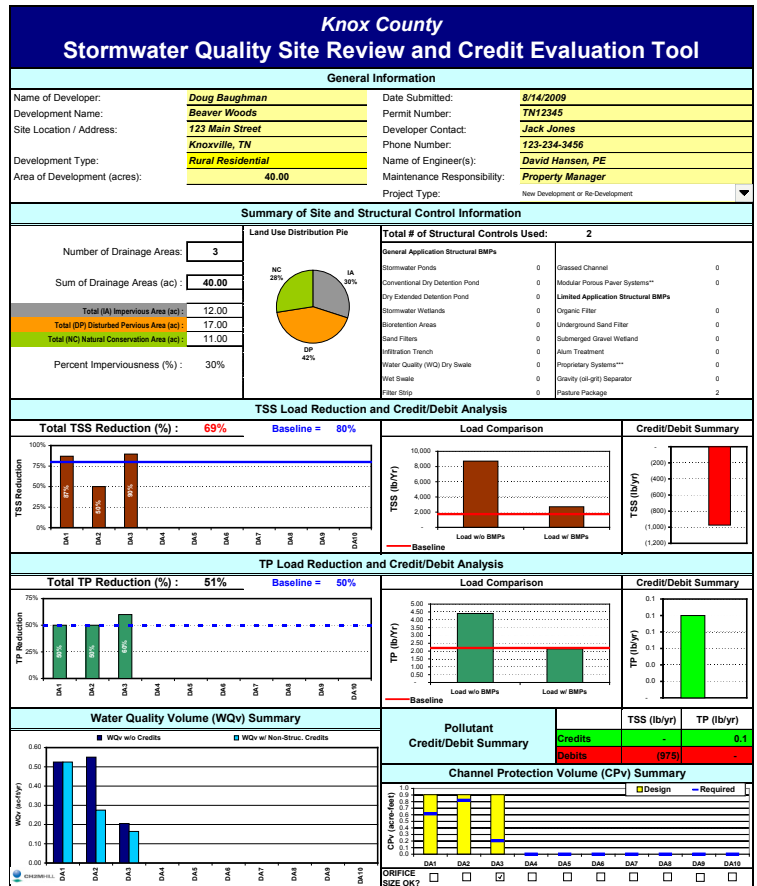 Knox County
Stormwater Quality Site Review and Credit Evaluation Tool
General Information
Name of Developer: Doug Baughman Date Submitted: 8/14/2009
Development Name: Beaver Woods Permit Number: TN12345
Site Location / Address: 123 Main Street Developer Contact: Jack Jones
Knoxville, TN Phone Number: 123-234-3456
Development Type: Rural Residential Name of Engineer(s): David Hansen, PE
Area of Development (acres): 40.00 Maintenance Responsibility: Property Manager
Project Type: New Development or Re-Development
Summary of Site and Structural Control Information
Number of Drainage Areas: 3
Sum of Drainage Areas (ac) : 40.00
Total (IA) Impervious Area (ac) : 12.00
Total (DP) Disturbed Pervious Area (ac) : 17.00
Total (NC) Natural Conservation Area (ac) : 11.00
Percent Imperviousness (%) : 30%
Land Use Distribution Pie
NC
28%
IA
30%
DP
42%
Total # of Structural Controls Used: 2
General Application Structural BMPs
Stormwater Ponds 0 Grassed Channel 0
Conventional Dry Detention Pond 0 Modular Porous Paver Systems** 0
Dry Extended Detention Pond 0 Limited Application Structural BMPs
Stormwater Wetlands 0 Organic Filter 0
Bioretention Areas 0 Underground Sand Filter 0
Sand Filters 0 Submerged Gravel Wetland 0
Infiltration Trench 0 Alum Treatment 0
Water Quality (WQ) Dry Swale 0 Proprietary Systems*** 0
Wet Swale 0 Gravity (oil-grit) Separator 0
Filter Strip 0 Pasture Package 2
TSS Load Reduction and Credit/Debit Analysis
Total TSS Reduction (%) : 69% Baseline = 80%
TSS Reduction
100%
75%
50%
25%
0%
87%
50%
90%
DA1 DA2 DA3 DA4 DA5 DA6 DA7 DA8 DA9 DA10
Load Comparison
TSS (lb/Yr)
10,000
8,000
6,000
4,000
2,000
-
Load w/o BMPs Load w/ BMPs
Baseline
Credit/Debit Summary
TSS (lb/yr)
-
(200)
(400)
(600)
(800)
(1,000)
(1,200)
TP Load Reduction and Credit/Debit Analysis
Total TP Reduction (%) : 51% Baseline = 50%
TP Reduction
75%
50%
25%
0%
50%
50%
60%
DA1 DA2 DA3 DA4 DA5 DA6 DA7 DA8 DA9 DA10
Load Comparison
TP (lb/Yr)
5.00
4.50
4.00
3.50
3.00
2.50
2.00
1.50
1.00
0.50
-
Load w/o BMPs Load w/ BMPs
Baseline
Credit/Debit Summary
TP (lb/yr)
0.1
0.1
0.1
0.0
0.0
-
Water Quality Volume (WQv) Summary
WQv w/o Credits WQv w/ Non-Struc. Credits
WQv (ac-ft/yr)
0.60
0.50
0.40
0.30
0.20
0.10
0.00
DA1 DA2 DA3 DA4 DA5 DA6 DA7 DA8 DA9 DA10
CH2MHILL
Pollutant
Credit/Debit Summary
TSS (lb/yr) TP (lb/yr)
Credits - 0.1
Debits (975) -
Channel Protection Volume (CPv) Summary
Design Required
CPv (acre-feet)
1.0
0.9
0.8
0.7
0.6
0.5
0.4
0.3
0.2
0.1
0.0
DA1 DA2 DA3 DA4 DA5 DA6 DA7 DA8 DA9 DA10
ORIFICE
SIZE OK?